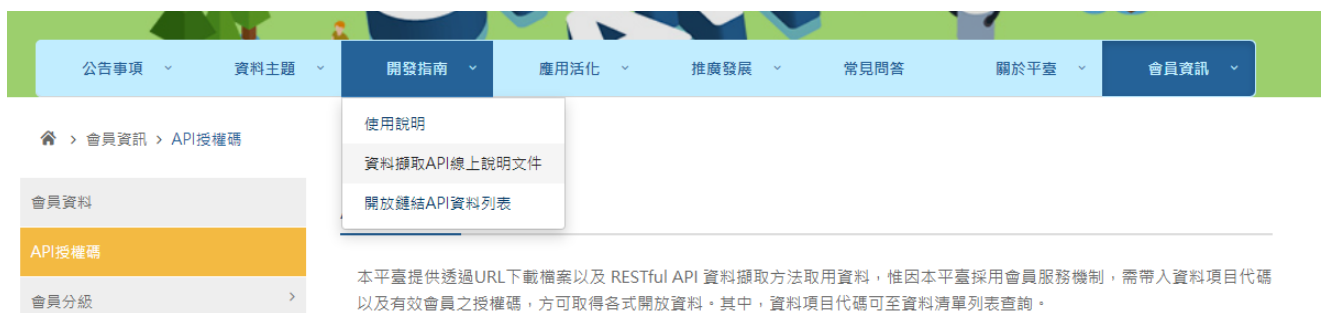 公告事項
資料主題
開發指南
應用活化
推廣發展
常見問答
關於平臺
會員資訊
使用說明
資料擷取API線上說明文件
開放鏈結API資料列表
> 會員資訊 > API授權碼
會員資料
API授權碼
會員分級
本平臺提供透過URL下載檔案以及 RESTful API 資料擷取方法取用資料，惟因本平臺採用會員服務機制，需帶入資料項目代碼
以及有效會員之授權碼，方可取得各式開放資料。其中，資料項目代碼可至資料清單列表查詢。